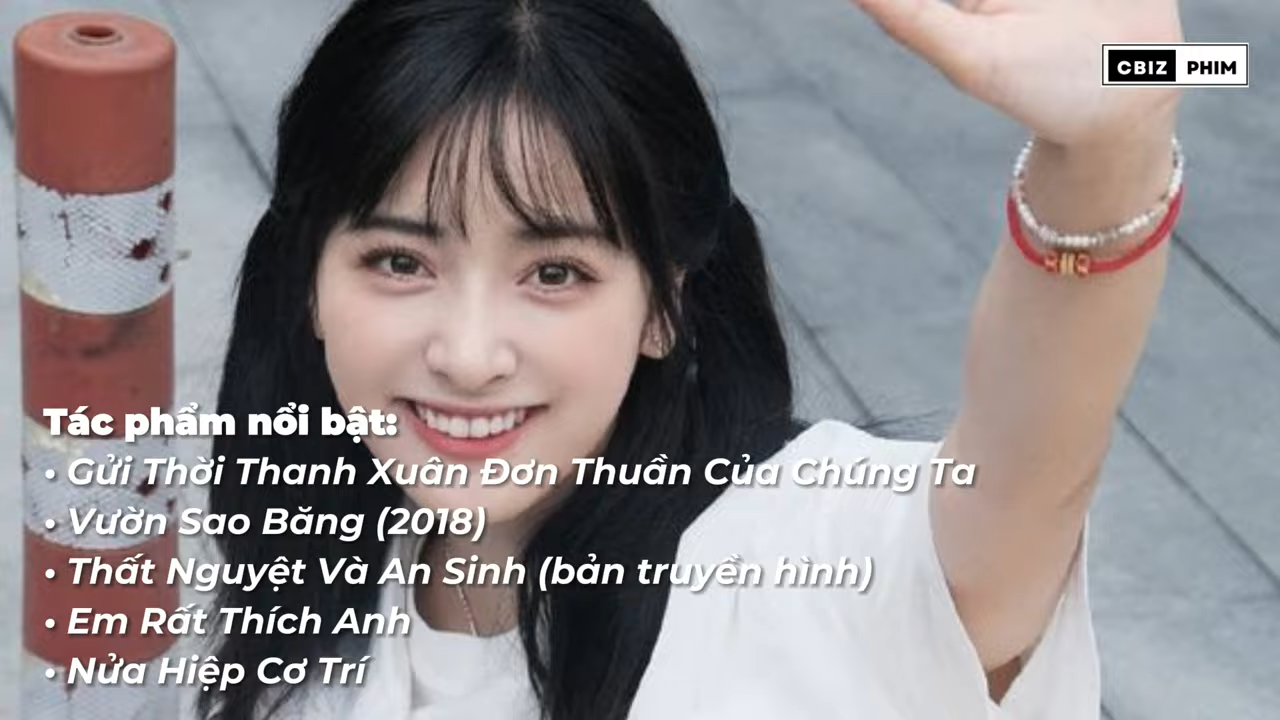 CBIZ PHIM
Tác phẩm nổi bật:
• Gửi Thời Thanh Xuân Đơn Thuần Của Chúng Ta
• Vườn Sao Băng (2018)
• Thất Nguyệt Và An Sinh (bản truyền hình)
• Em Rất Thích Anh
• Nửa Hiệp Cơ Trí